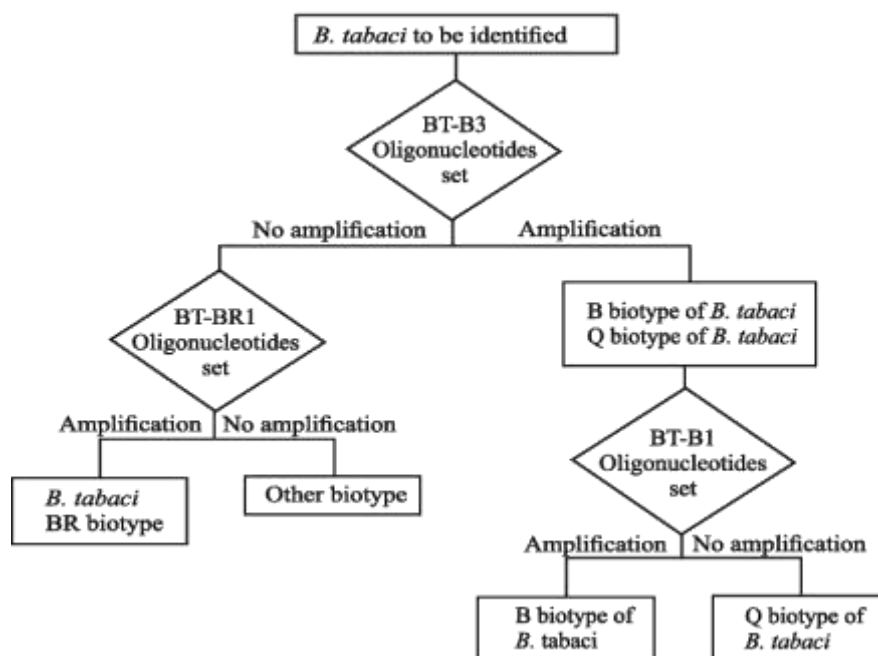 B. tabaci to be identified
BT-B3
Oligonucleotides
set
No amplification
Amplification
BT-BR1
Oligonucleotides
set
B biotype of B. tabaci
Q biotype of B. tabaci
Amplification
No amplification
BT-B1
Oligonucleotides
set
B. tabaci
BR biotype
Other biotype
Amplification
No amplification
B biotype of
B. tabaci
Q biotype of
B. tabaci